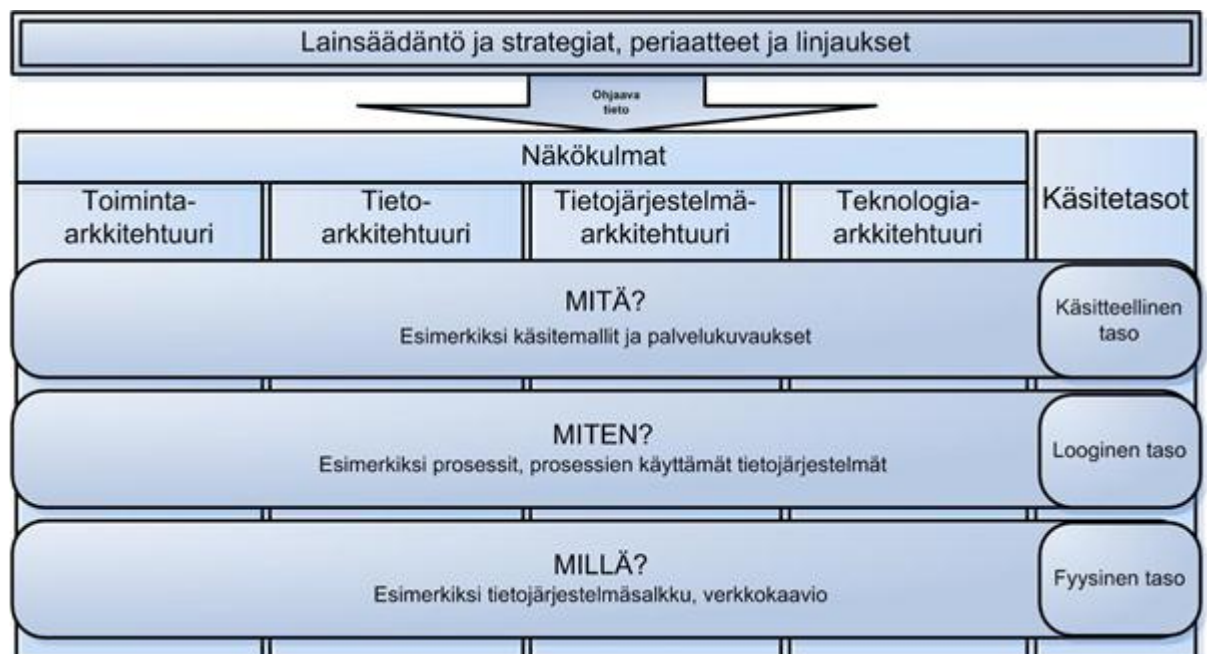 Lainsäädäntö ja strategiat, periaatteet ja linjaukset
Ohjaava
tieto
Näkökulmat
Käsitetasot
Toiminta-
arkkitehtuuri
Tieto-
arkkitehtuuri
Tietojärjestelmä-
arkkitehtuuri
Teknologia-
arkkitehtuuri
MITÄ?
Esimerkiksi käsitemallit ja palvelukuvaukset
Käsitteellinen
taso
MITEN?
Esimerkiksi prosessit, prosessien käyttämät tietojärjestelmät
Looginen taso
MILLÄ?
Esimerkiksi tietojärjestelmäsalkku, verkkokaavio
Fyysinen taso